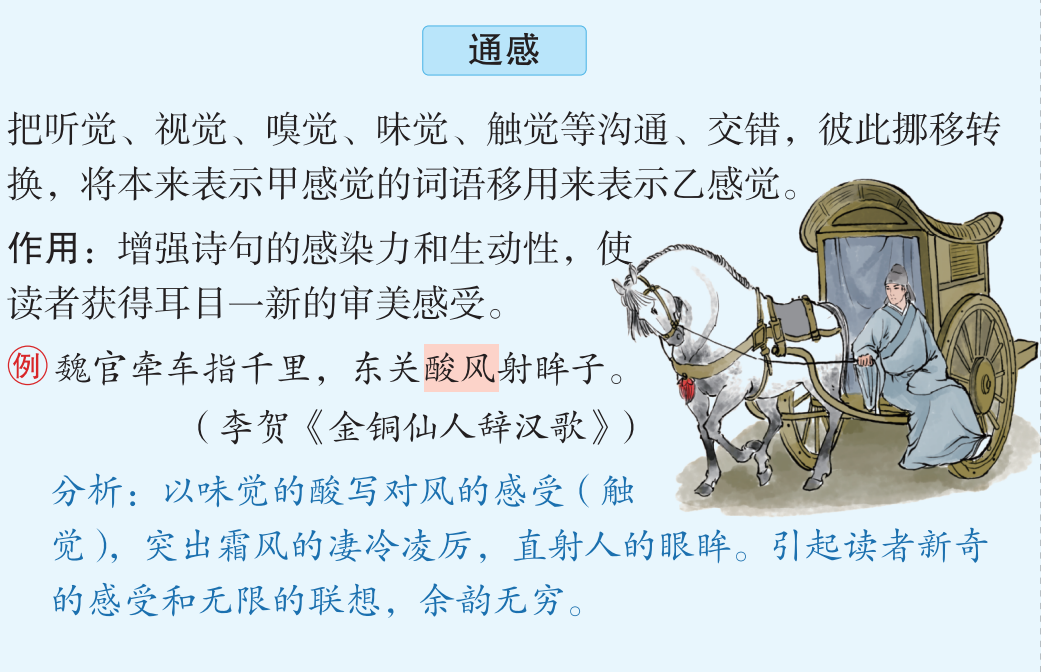 通感
把听觉、视觉、嗅觉、味觉、触觉等沟通、交错，彼此挪移转
换，将本来表示甲感觉的词语移用来表示乙感觉。
作用：增强诗句的感染力和生动性，使
读者获得耳目一新的审美感受。
例 魏官牵车指千里，东关酸风射眸子。
（李贺《金铜仙人辞汉歌》）
分析：以味觉的酸写对风的感受（触
觉），突出霜风的凄冷凌厉，直射人的眼眸。引起读者新奇
的感受和无限的联想，余韵无穷。